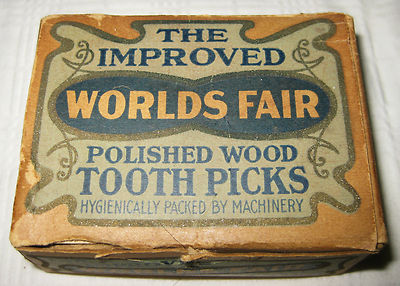 THE
IMPROVED
WORLDS FAIR
POLISHED WOOD
TOOTH PICKS
HYGIENICALLY PACKED BY MACHINERY